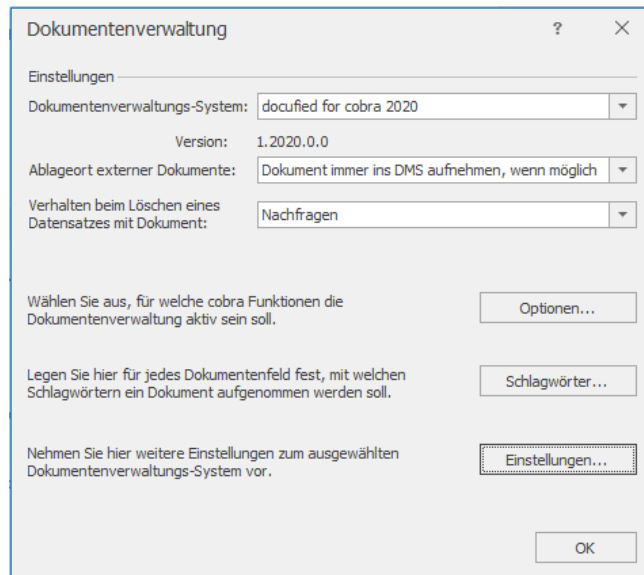 Dokumentenverwaltung
?
Einstellungen
Dokumentenverwaltungs-System: docufied for cobra 2020
Version: 1.2020.0.0
Ablageort externer Dokumente: Dokument immer ins DMS aufnehmen, wenn möglich
Verhalten beim Löschen eines
Datensatzes mit Dokument: Nachfragen
Wählen Sie aus, für welche cobra Funktionen die
Dokumentenverwaltung aktiv sein soll.
Optionen...
Legen Sie hier für jedes Dokumentenfeld fest, mit welchen
Schlagwörtern ein Dokument aufgenommen werden soll.
Schlagwörter...
Nehmen Sie hier weitere Einstellungen zum ausgewählten
Dokumentenverwaltungs-System vor.
Einstellungen...
OK